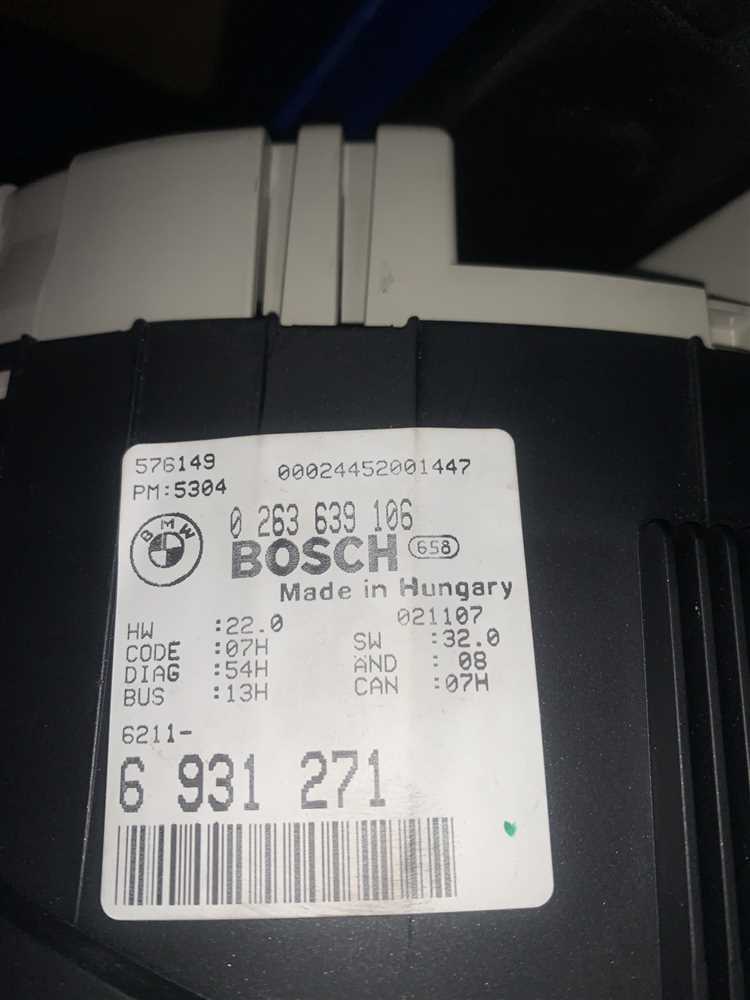 576149
00024452001447
PM:5304
BMW
0 263 639 106
BOSCH 658
Made in Hungary
021107
HW :22.0 SW :32.0
CODE :07H AND : 08
DIAG :54H CAN :07H
BUS :13H
6211-
6 931 271